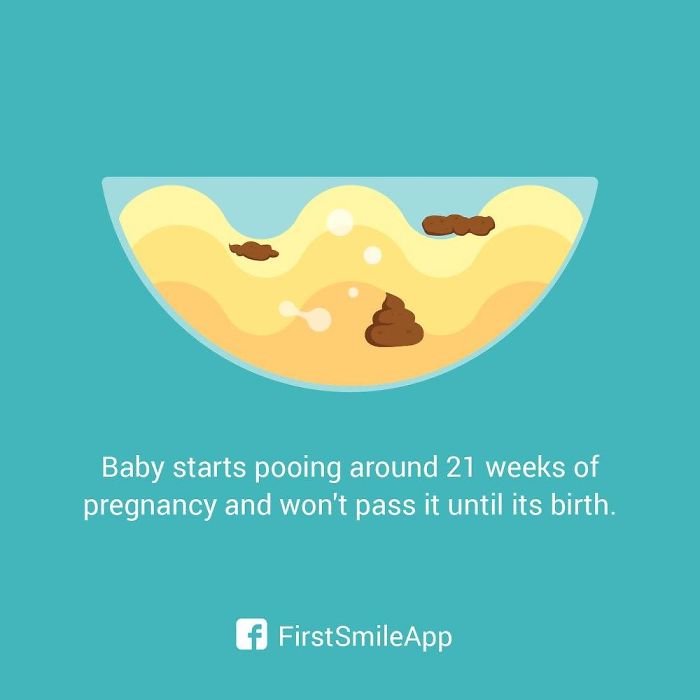 Baby starts pooing around 21 weeks of
pregnancy and won't pass it until its birth.
FirstSmileApp